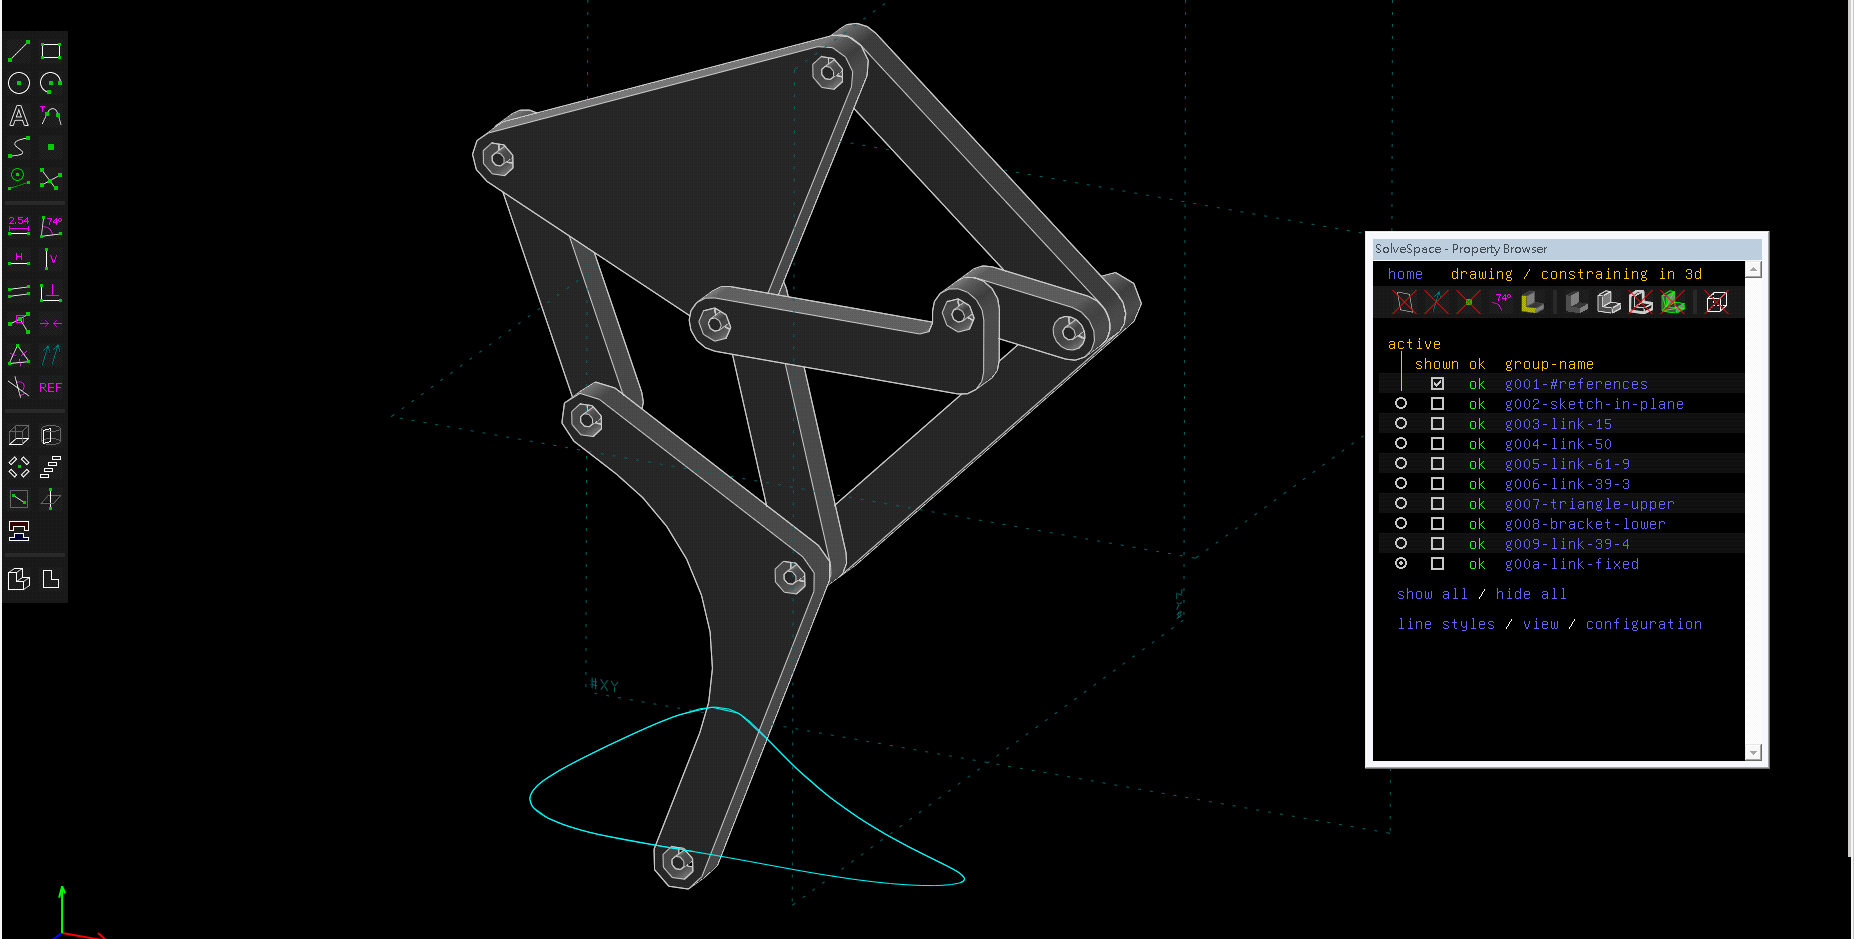 SolveSpace - Property Browser
home drawing / constraining in 3d
74°
active
shown ok group-name
ok g001-#references
ok g002-sketch-in-plane
ok g003-link-15
ok g004-link-50
ok g005-link-61-9
ok g006-link-39-3
ok g007-triangle-upper
ok g008-bracket-lower
ok g009-link-39-4
ok g00a-link-fixed
show all / hide all
line styles / view / configuration
A
T
2.54
74°
H
V
REF
#XY